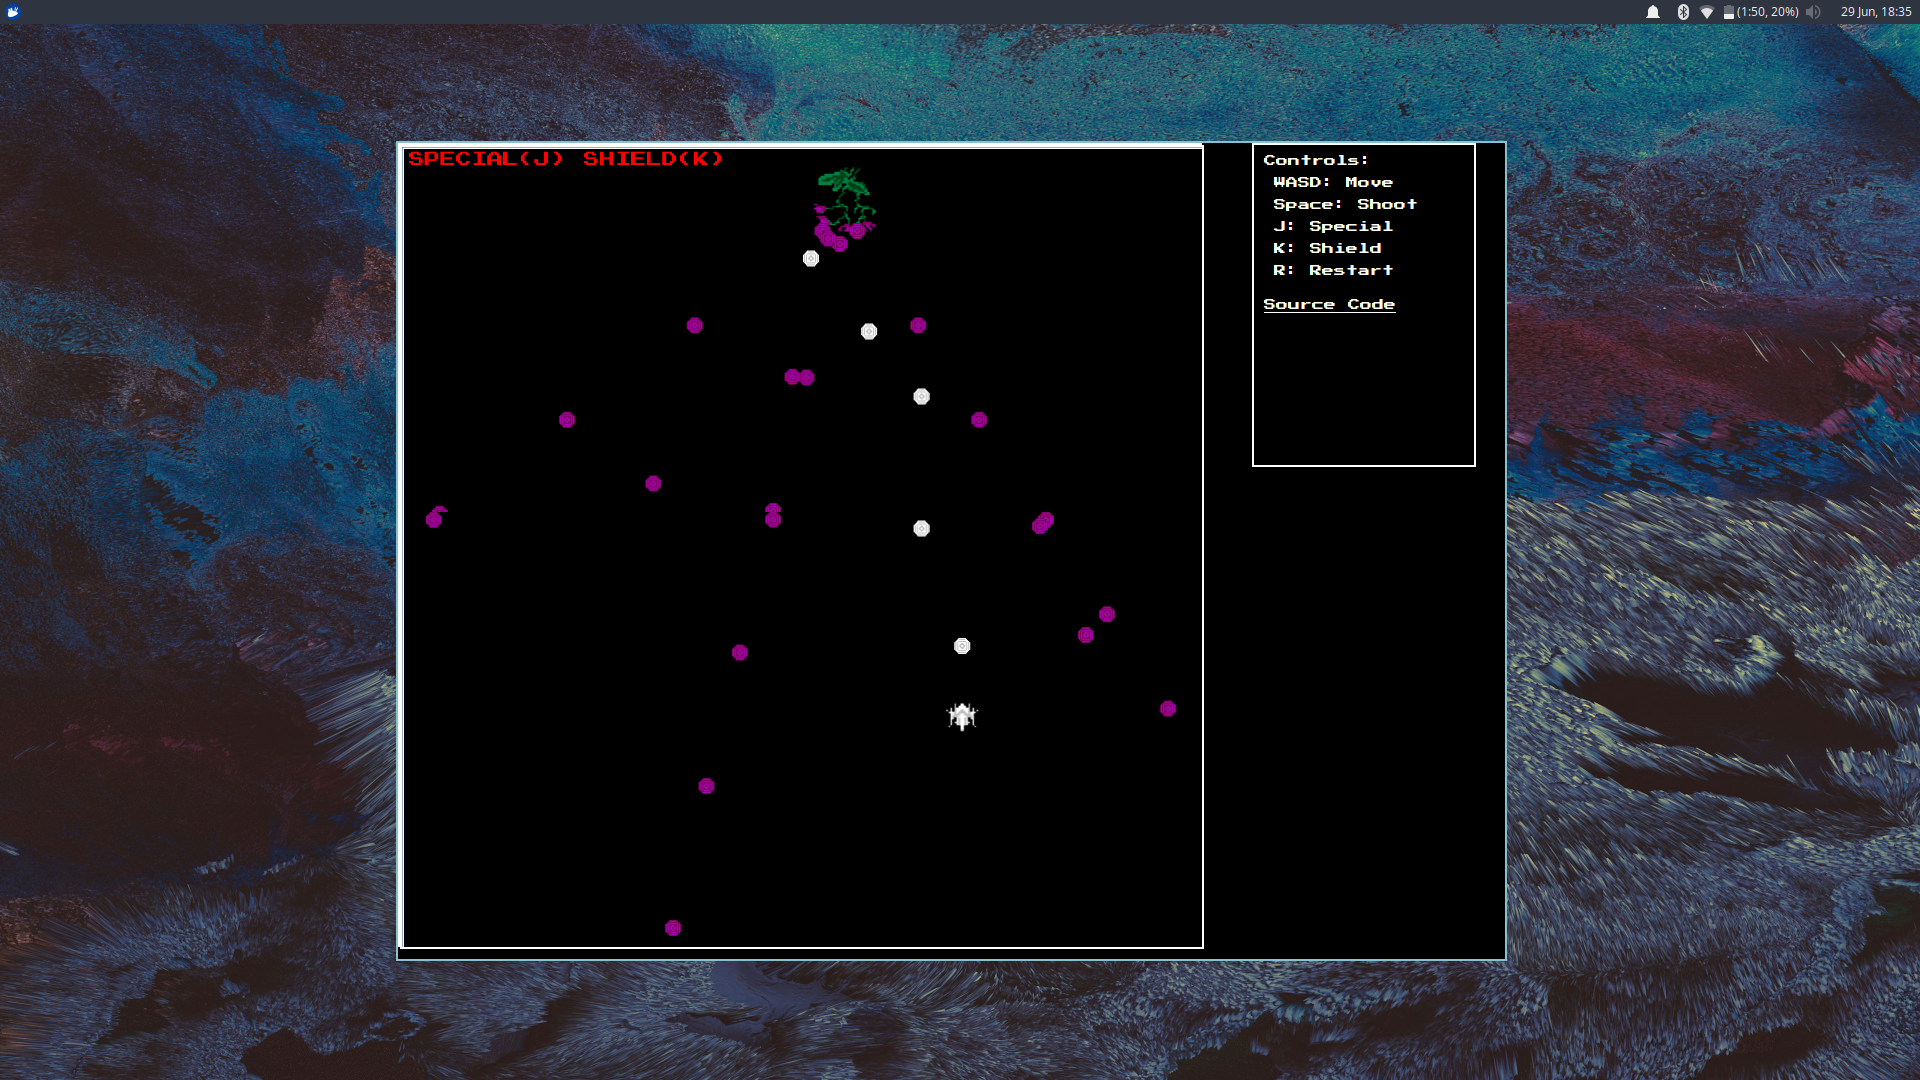 (1:50, 20%) 29 Jun, 18:35
SPECIAL(J) SHIELD(K)
Controls:
WASD: Move
Space: Shoot
J: Special
K: Shield
R: Restart
Source Code